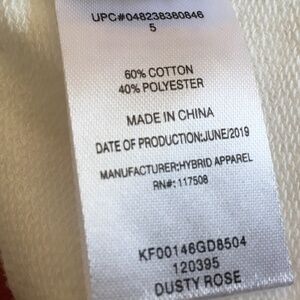 UPC#048238380846
5
60% COTTON
40% POLYESTER
MADE IN CHINA
DATE OF PRODUCTION:JUNE/2019
MANUFACTURER:HYBRID APPAREL
RN#: 117508
KF00146GD8504
120395
DUSTY ROSE